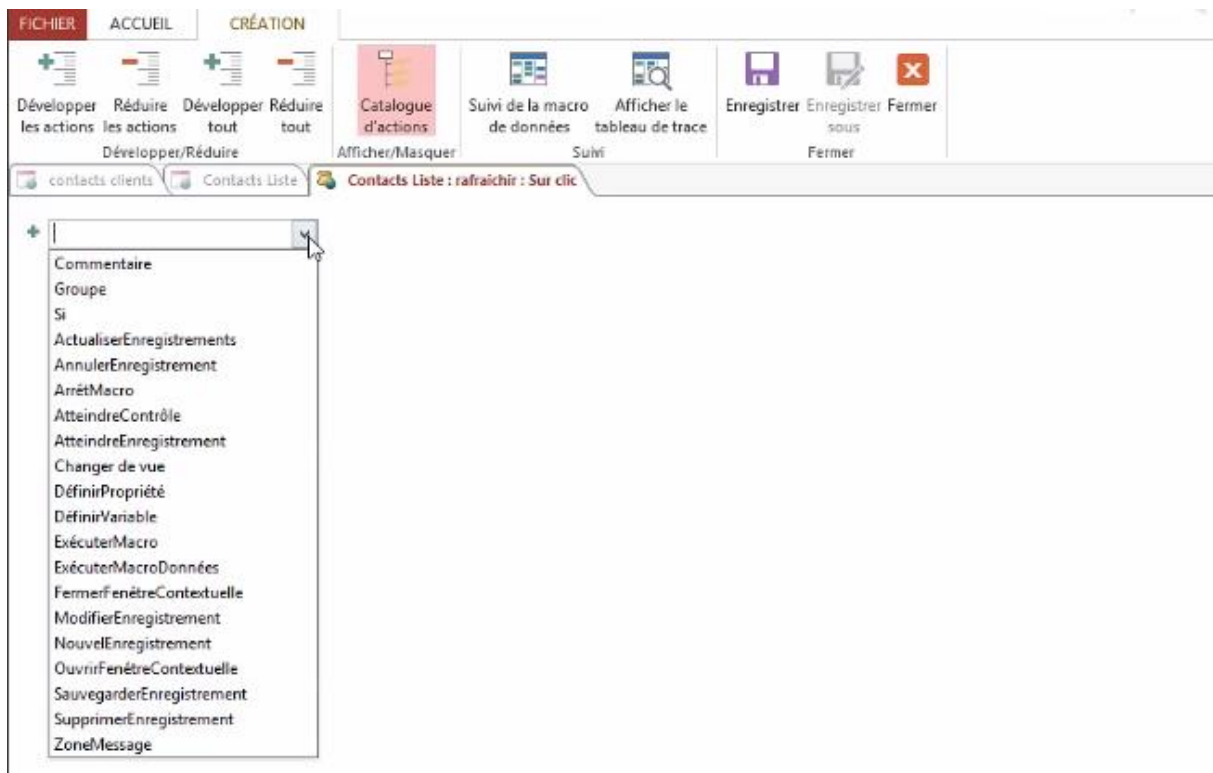 FICHIER ACCUEIL CRÉATION
Développer Réduire Développer Réduire Catalogue Suivi de la macro Afficher le Enregistrer Enregistrer Fermer
les actions les actions tout tout d'actions de données tableau de trace sous
Développer/Réduire Afficher/Masquer Suivi Fermer
contacts clients Contacts Liste Contacts Liste : rafraichir : Sur clic
Commentaire
Groupe
Si
ActualiserEnregistrements
AnnulerEnregistrement
ArrêtMacro
AtteindreContrôle
AtteindreEnregistrement
Changer de vue
DéfinirPropriété
DéfinirVariable
ExécuterMacro
ExécuterMacroDonnées
FermerFenêtreContextuelle
ModifierEnregistrement
NouvelEnregistrement
OuvrirFenêtreContextuelle
SauvegarderEnregistrement
SupprimerEnregistrement
ZoneMessage